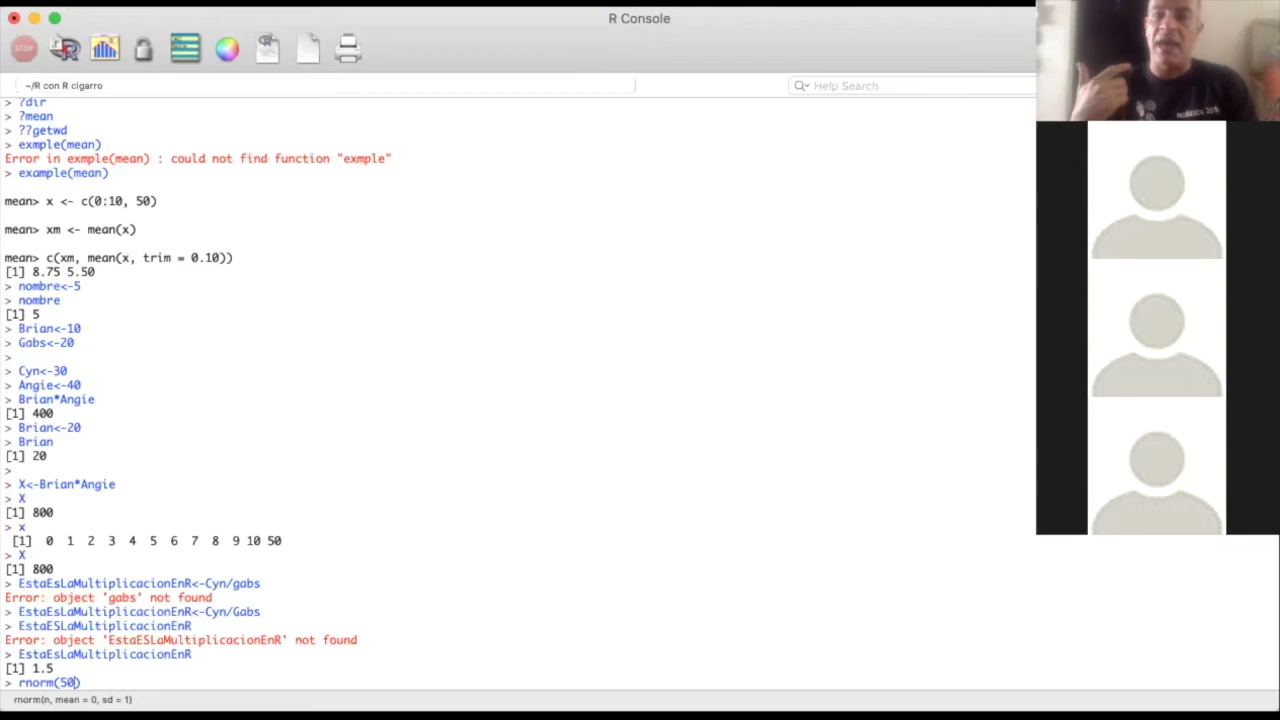 R Console
STOP
~/R con R cigarro
Help Search
> ?dir
> ?mean
> ??getwd
> exmple(mean)
Error in exmple(mean) : could not find function "exmple"
> example(mean)
mean> x <- c(0:10, 50)
mean> xm <- mean(x)
mean> c(xm, mean(x, trim = 0.10))
[1] 8.75 5.50
> nombre<-5
> nombre
[1] 5
> Brian<-10
> Gabs<-20
>
> Cyn<-30
> Angie<-40
> Brian*Angie
[1] 400
> Brian<-20
> Brian
[1] 20
>
> X<-Brian*Angie
> X
[1] 800
> x
[1] 0 1 2 3 4 5 6 7 8 9 10 50
> X
[1] 800
> EstaEsLaMultiplicacionEnR<-Cyn/gabs
Error: object 'gabs' not found
> EstaEsLaMultiplicacionEnR<-Cyn/Gabs
> EstaESLaMultiplicacionEnR
Error: object 'EstaESLaMultiplicacionEnR' not found
> EstaEsLaMultiplicacionEnR
[1] 1.5
> rnorm(50)
rnorm(n, mean = 0, sd = 1)